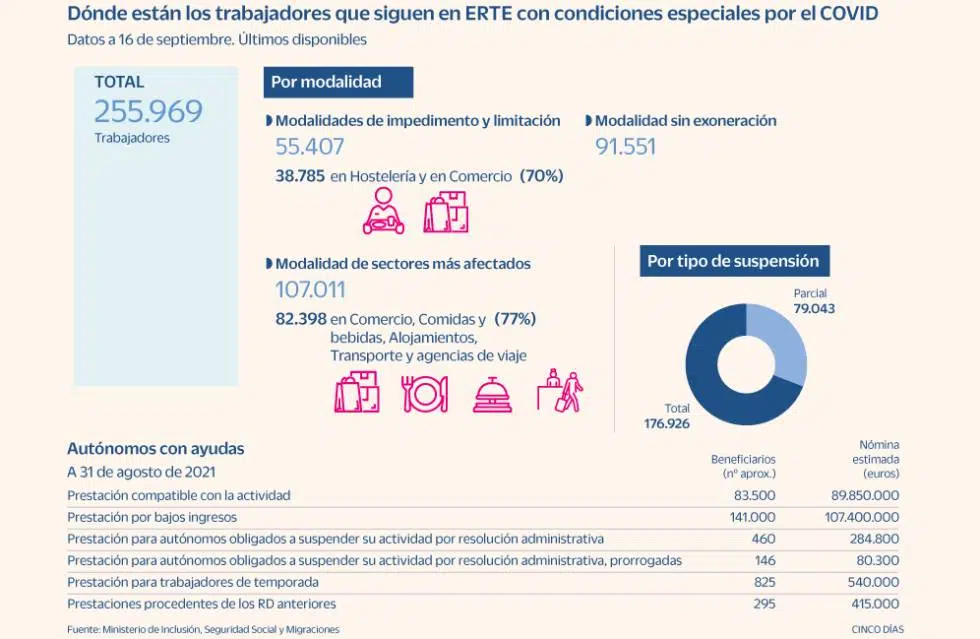 Dónde están los trabajadores que siguen en ERTE con condiciones especiales por el COVID
Datos a 16 de septiembre. Últimos disponibles
TOTAL
255.969
Trabajadores
Por modalidad
Modalidades de impedimento y limitación
55.407
38.785 en Hostelería y en Comercio (70%)
Modalidad sin exoneración
91.551
Modalidad de sectores más afectados
107.011
82.398 en Comercio, Comidas y (77%)
bebidas, Alojamientos,
Transporte y agencias de viaje
Por tipo de suspensión
Parcial
79.043
Total
176.926
Autónomos con ayudas
A 31 de agosto de 2021
Beneficiarios
(nº aprox.)
Nómina
estimada
(euros)
Prestación compatible con la actividad 83.500 89.850.000
Prestación por bajos ingresos 141.000 107.400.000
Prestación para autónomos obligados a suspender su actividad por resolución administrativa 460 284.800
Prestación para autónomos obligados a suspender su actividad por resolución administrativa, prorrogadas 146 80.300
Prestación para trabajadores de temporada 825 540.000
Prestaciones procedentes de los RD anteriores 295 415.000
Fuente: Ministerio de Inclusión, Seguridad Social y Migraciones
CINCO DÍAS